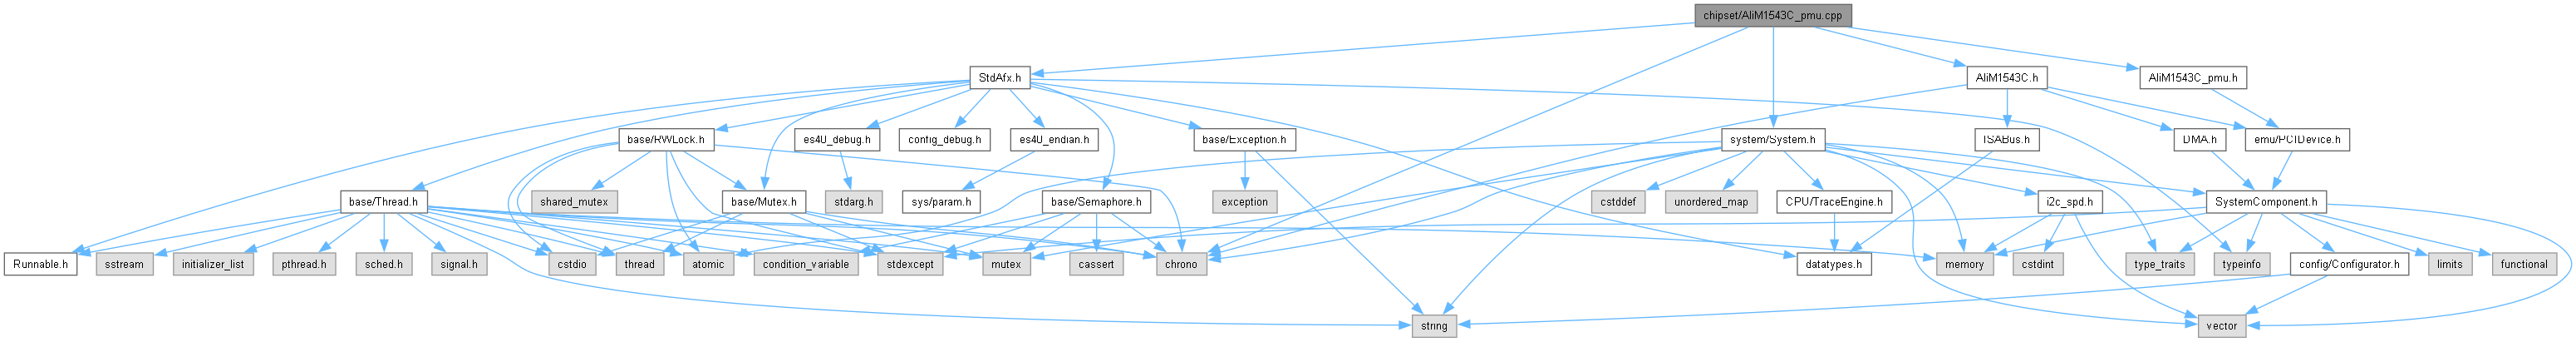 chipset/AliM1543C_pmu.cpp
StdAfx.h
AliM1543C.h
AliM1543C_pmu.h
base/RWLock.h
es40_debug.h
config_debug.h
es40_endian.h
base/Exception.h
system/System.h
ISABus.h
DMA.h
emu/PCIDevice.h
base/Thread.h
shared_mutex
base/Mutex.h
stdarg.h
sys/param.h
base/Semaphore.h
exception
cstddef
unordered_map
CPU/TraceEngine.h
i2c_spd.h
SystemComponent.h
Runnable.h
sstream
initializer_list
pthread.h
sched.h
signal.h
cstdio
thread
atomic
condition_variable
stdexcept
mutex
cassert
chrono
datatypes.h
memory
cstdint
type_traits
typeinfo
config/Configurator.h
limits
functional
string
vector